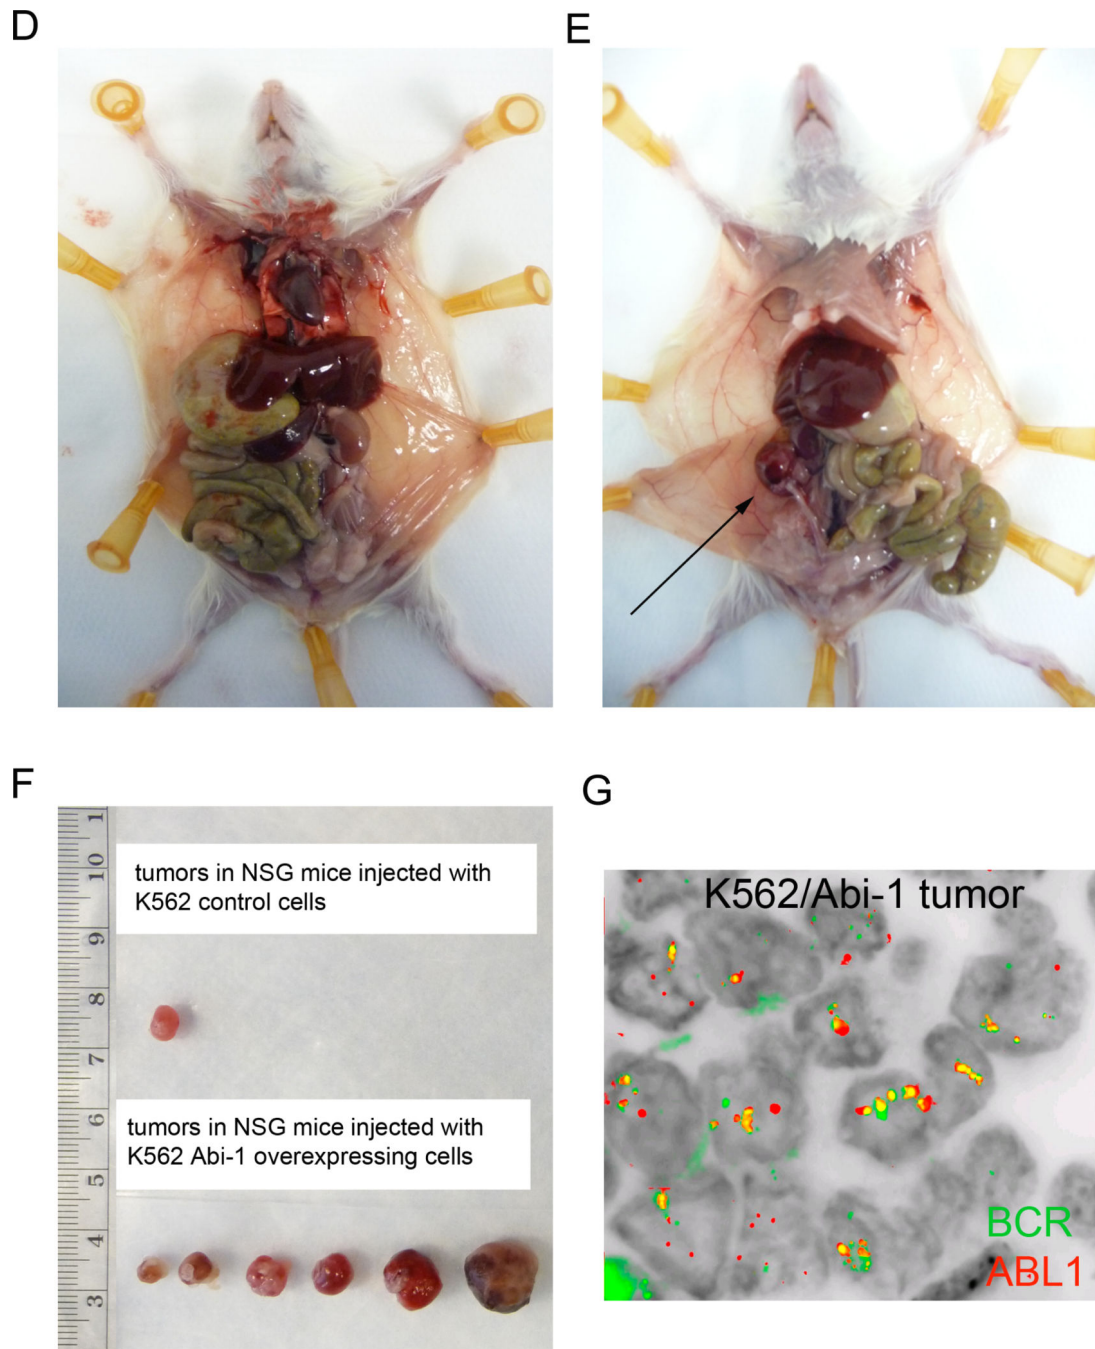 D
E
F
1
10
9
8
7
6
5
4
3
tumors in NSG mice injected with
K562 control cells
tumors in NSG mice injected with
K562 Abi-1 overexpressing cells
G
K562/Abi-1 tumor
BCR
ABL1